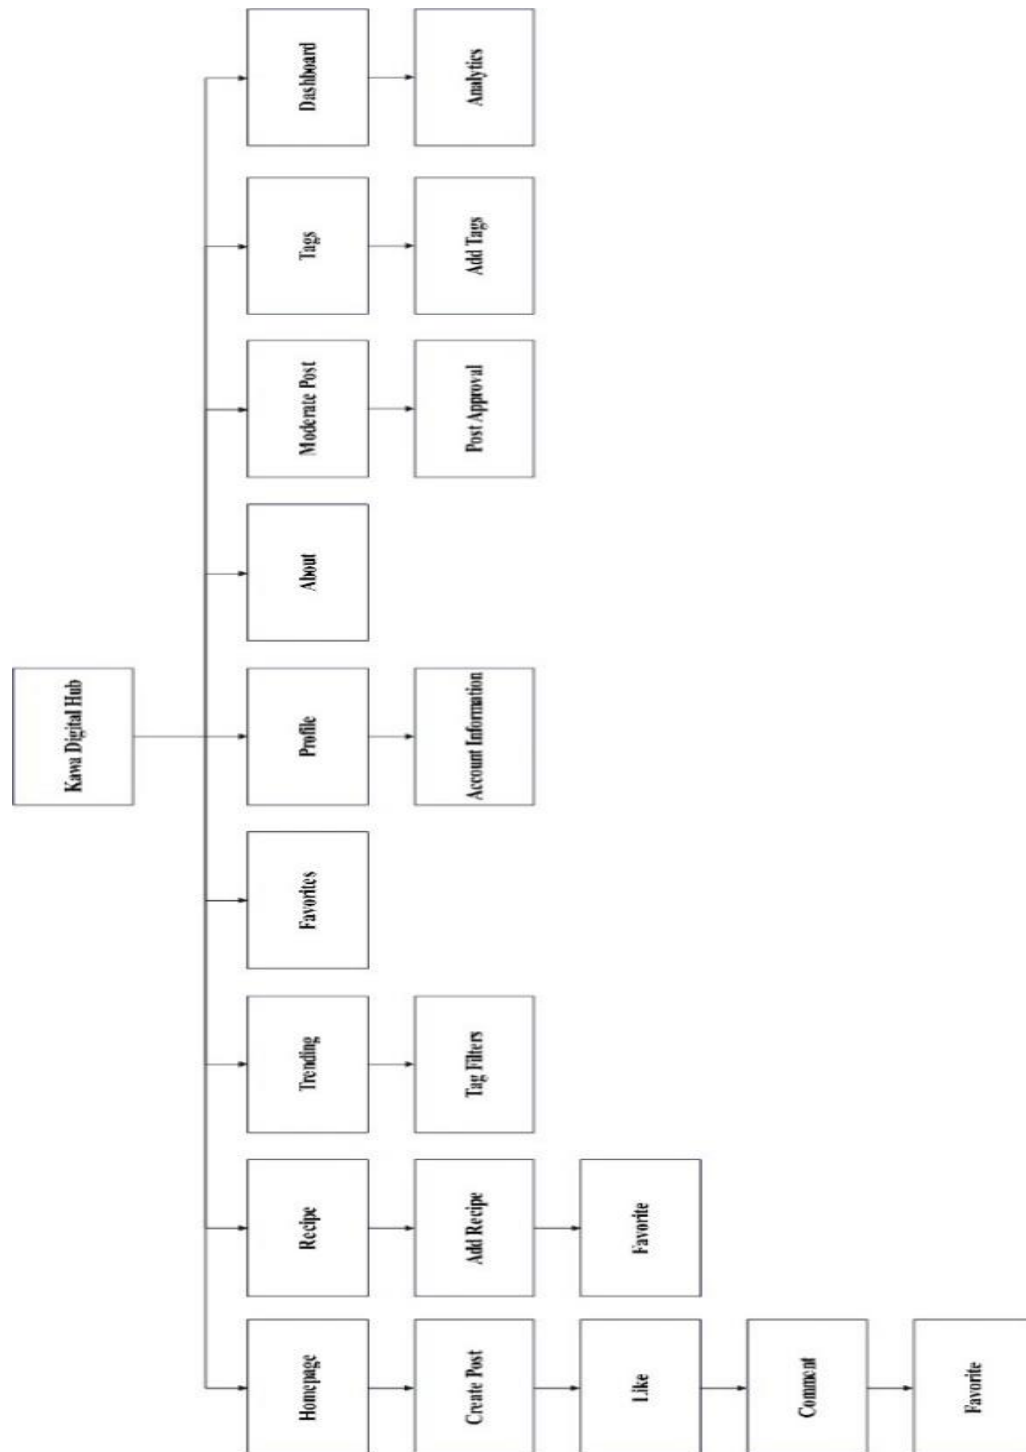 Kawa Digital Hub
Homepage
Recipe
Trending
Favorites
Profile
About
Moderate Post
Tags
Dashboard
Create Post
Add Recipe
Tag Filters
Account Information
Post Approval
Add Tags
Analytics
Like
Favorite
Comment
Favorite